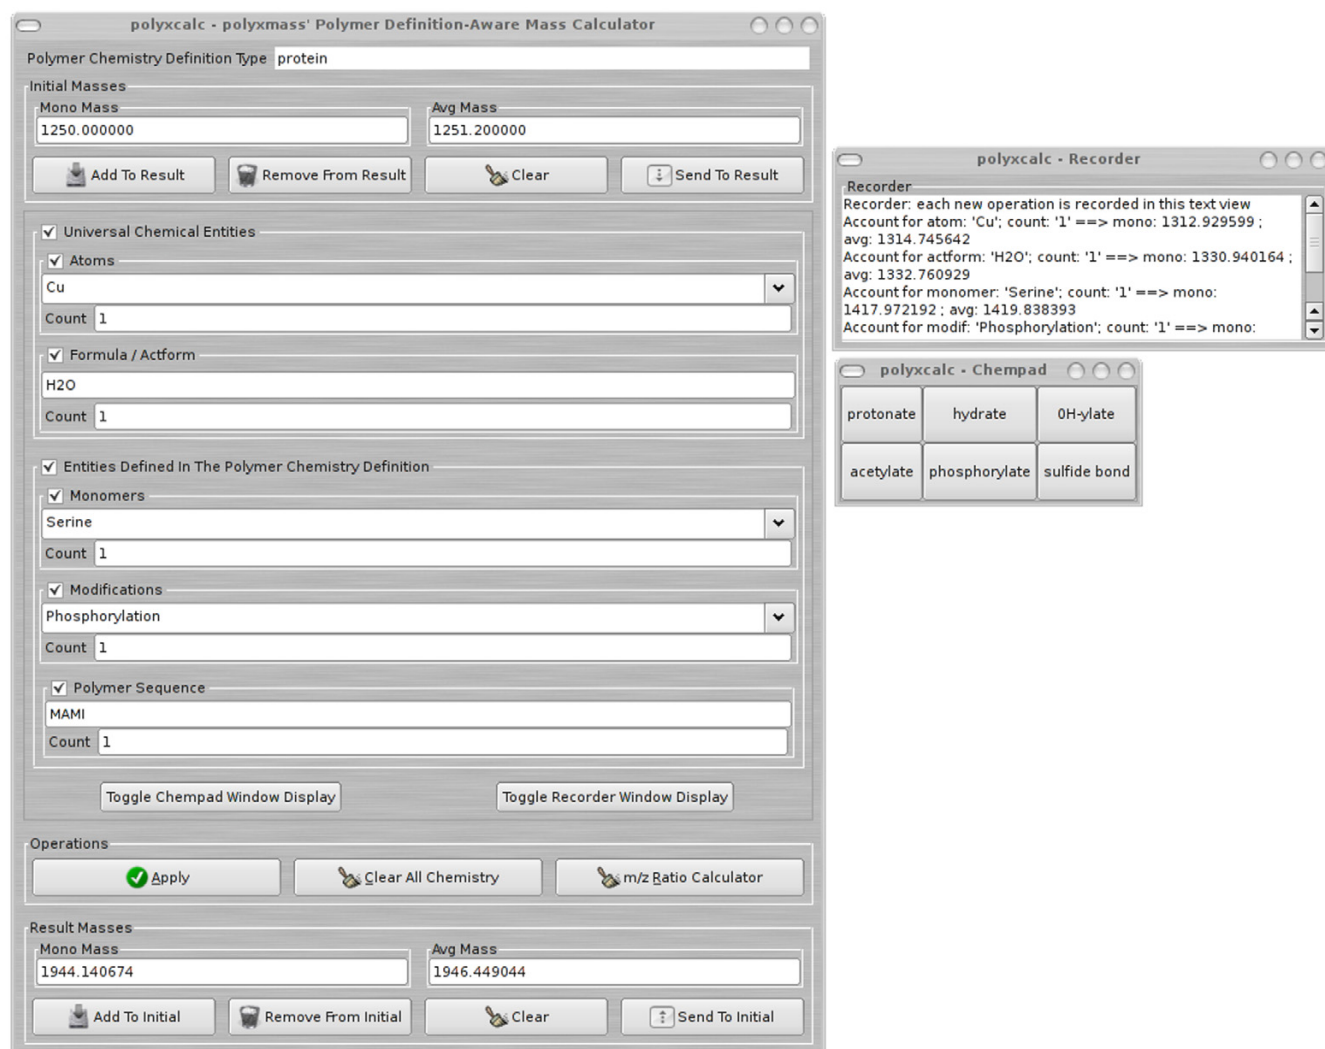 polyxcalc - polyxmass' Polymer Definition-Aware Mass Calculator
Polymer Chemistry Definition Type protein
Initial Masses
Mono Mass Avg Mass
1250.000000 1251.200000
Add To Result Remove From Result Clear Send To Result
Universal Chemical Entities
Atoms
Cu
Count 1
Formula / Actform
H2O
Count 1
Entities Defined In The Polymer Chemistry Definition
Monomers
Serine
Count 1
Modifications
Phosphorylation
Count 1
Polymer Sequence
MAMI
Count 1
Toggle Chempad Window Display Toggle Recorder Window Display
Operations
Apply Clear All Chemistry m/z Ratio Calculator
Result Masses
Mono Mass Avg Mass
1944.140674 1946.449044
Add To Initial Remove From Initial Clear Send To Initial
polyxcalc - Recorder
Recorder
Recorder: each new operation is recorded in this text view
Account for atom: 'Cu'; count: '1' ==> mono: 1312.929599 ;
avg: 1314.745642
Account for actform: 'H2O'; count: '1' ==> mono: 1330.940164 ;
avg: 1332.760929
Account for monomer: 'Serine'; count: '1' ==> mono:
1417.972192 ; avg: 1419.838393
Account for modif: 'Phosphorylation'; count: '1' ==> mono:
polyxcalc - Chempad
protonate hydrate 0H-ylate
acetylate phosphorylate sulfide bond